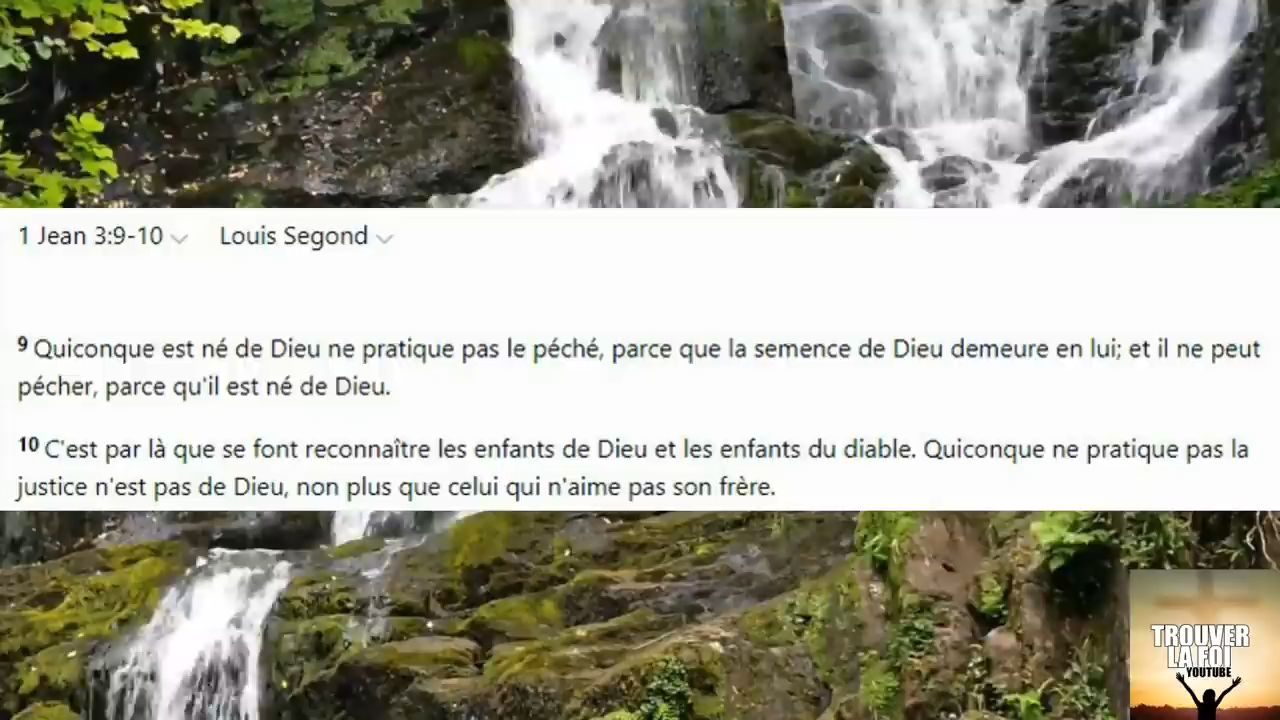 1 Jean 3:9-10 Louis Segond
9 Quiconque est né de Dieu ne pratique pas le péché, parce que la semence de Dieu demeure en lui; et il ne peut
pécher, parce qu'il est né de Dieu.
10 C'est par là que se font reconnaître les enfants de Dieu et les enfants du diable. Quiconque ne pratique pas la
justice n'est pas de Dieu, non plus que celui qui n'aime pas son frère.
TROUVER
LA FOI
YOUTUBE